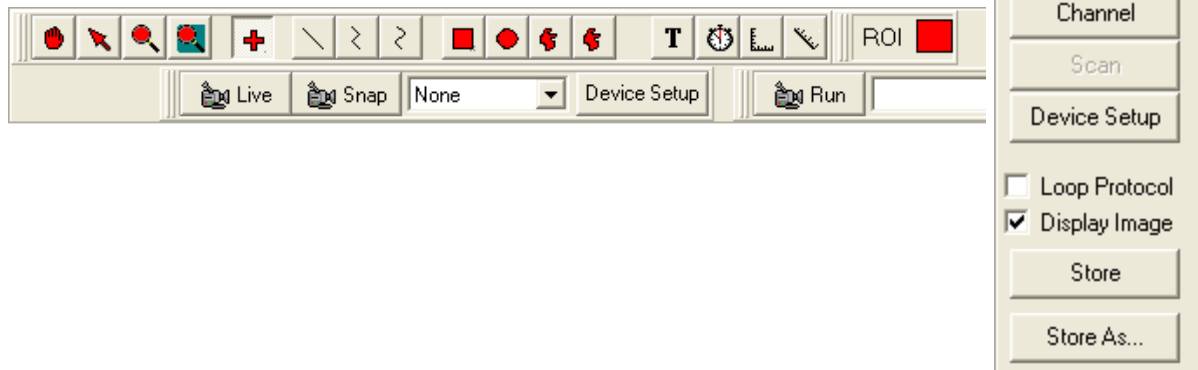 T ROI
Live Snap None Device Setup Run
Channel
Scan
Device Setup
Loop Protocol
Display Image
Store
Store As...